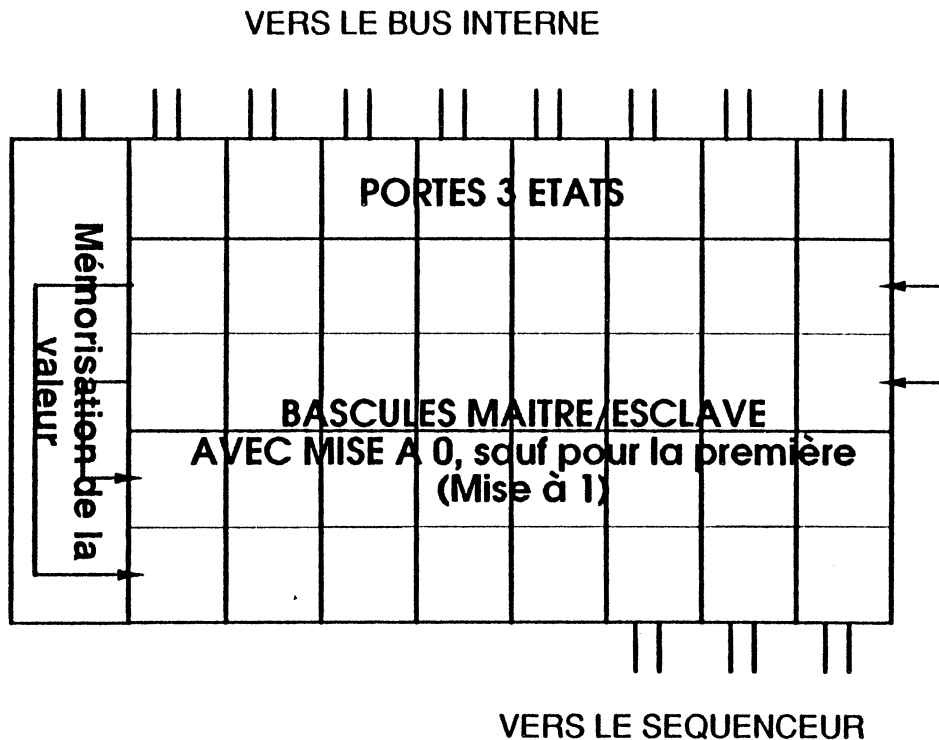 VERS LE BUS INTERNE
PORTES 3 ETATS
Mémorisation de la
valeur
BASCULES MAITRE/ESCLAVE
AVEC MISE A 0, sauf pour la première
(Mise à 1)
VERS LE SEQUENCEUR